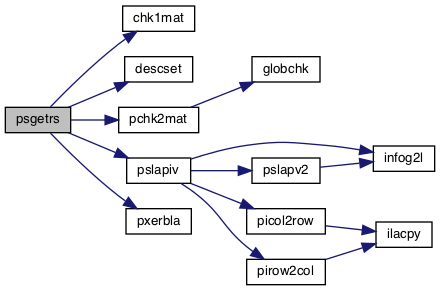 chk1mat
descset
globchk
psgetrs
pchk2mat
infog2l
pslapiv
pslapv2
pxerbla
picol2row
ilacpy
pirow2col